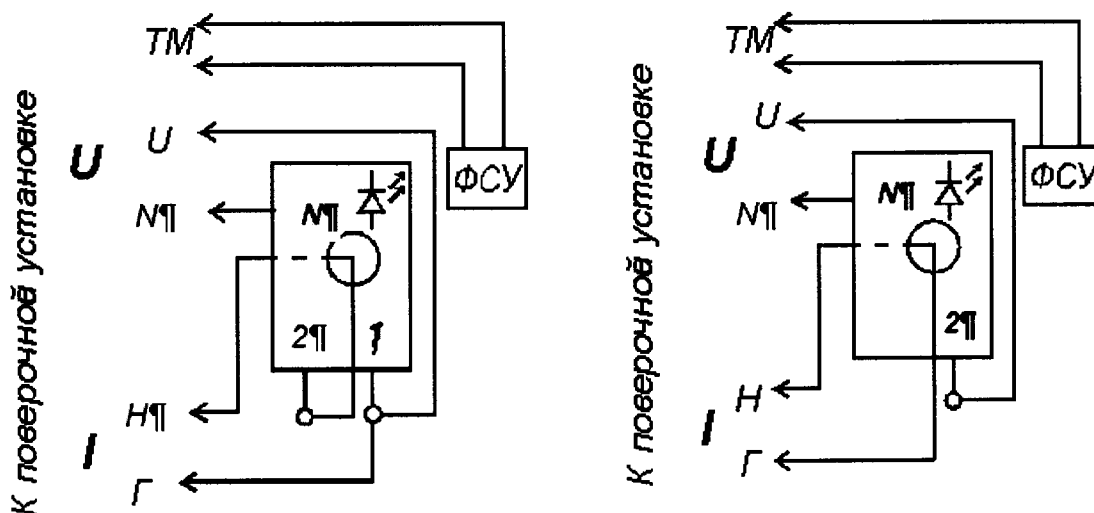 К поверочной установке
ТМ
U
U
ФСУ
N¶
N¶
2¶
1
Н¶
I
Г
К поверочной установке
ТМ
U
U
ФСУ
N¶
N¶
2¶
Н
I
Г